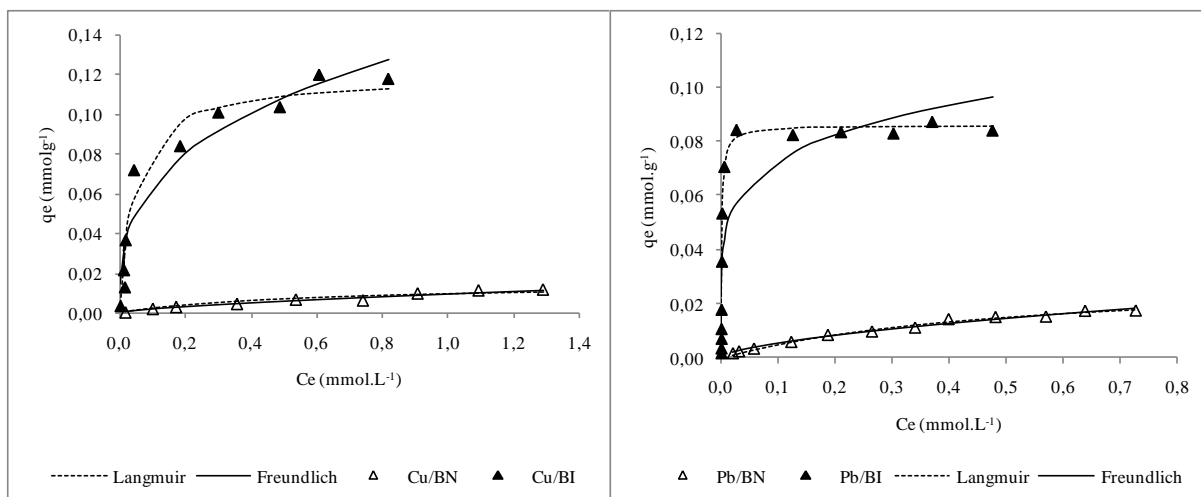 0,14
0,12
0,10
0,08
0,06
0,04
0,02
0,00
qe (mmolg-1)
0,0 0,2 0,4 0,6 0,8 1,0 1,2 1,4
Ce (mmol.L-1)
Langmuir Freundlich Cu/BN Cu/BI
0,12
0,10
0,08
0,06
0,04
0,02
0,00
qe (mmol.g-1)
0,0 0,1 0,2 0,3 0,4 0,5 0,6 0,7 0,8
Ce (mmol.L-1)
Pb/BN Pb/BI Langmuir Freundlich